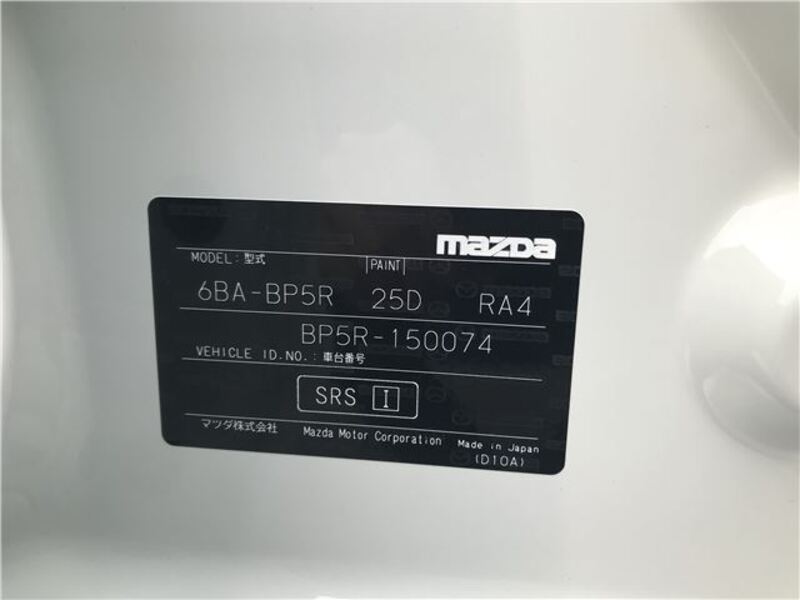 mazda
MODEL:型式 PAINT
6BA-BP5R 25D RA4
BP5R-150074
VEHICLE ID.NO.:車台番号
SRS I
マツダ株式会社 Mazda Motor Corporation Made in Japan
(D10A)